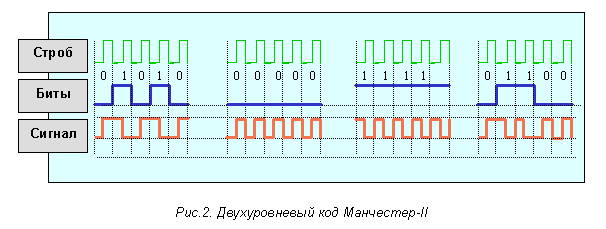 Строб
0 1 0 1 0 0 0 0 0 0 1 1 1 1 0 1 1 0 0
Биты
Сигнал
Рис.2. Двухуровневый код Манчестер-II